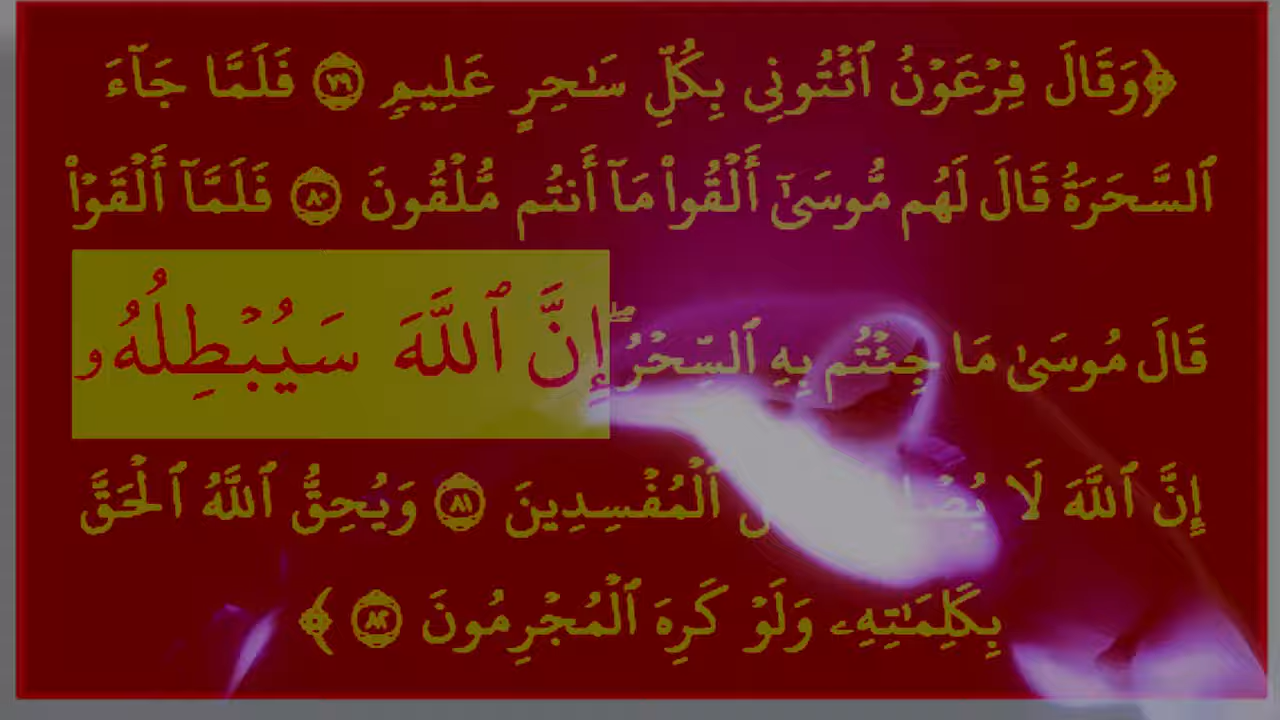 ﴿وَقَالَ فِرْعَوْنُ ٱئْتُونِى بِكُلِّ سَـٰحِرٍ عَلِيمٍ ٧٩ فَلَمَّا جَآءَ
ٱلسَّحَرَةُ قَالَ لَهُم مُّوسَىٰٓ أَلْقُوا۟ مَآ أَنتُم مُّلْقُونَ ٨٠ فَلَمَّآ أَلْقَوْا۟
قَالَ مُوسَىٰ مَا جِئْتُم بِهِ ٱلسِّحْرُ ۖ إِنَّ ٱللَّهَ سَيُبْطِلُهُۥ
إِنَّ ٱللَّهَ لَا ٱلْمُفْسِدِينَ ٨١ وَيُحِقُّ ٱللَّهُ ٱلْحَقَّ
بِكَلِمَـٰتِهِۦ وَلَوْ كَرِهَ ٱلْمُجْرِمُونَ ٨٢﴾